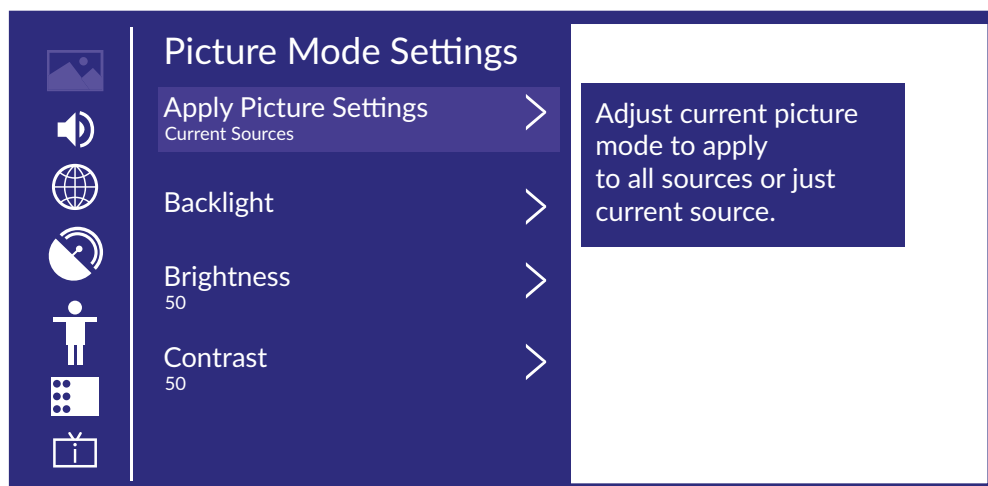 Picture Mode Settings
Apply Picture Settings
Current Sources
Backlight
Brightness
50
Contrast
50
Adjust current picture
mode to apply
to all sources or just
current source.
i